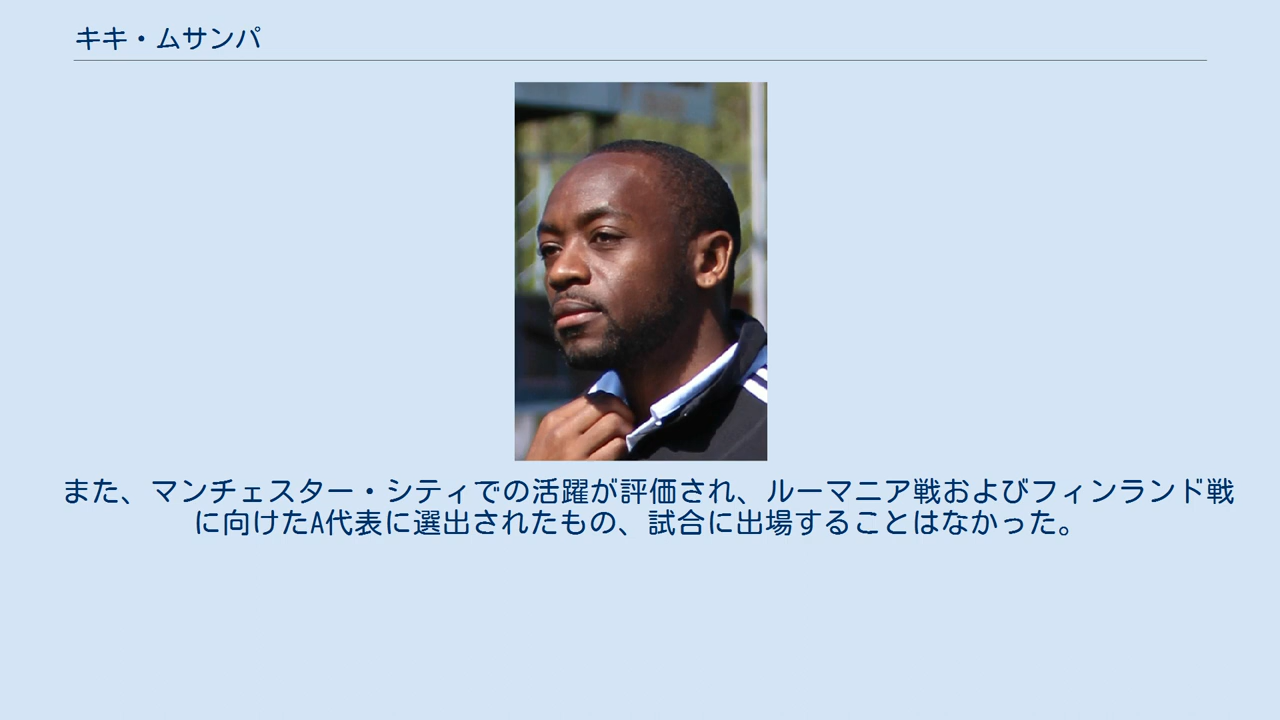 キキ・ムサンパ
また、マンチェスター・シティでの活躍が評価され、ルーマニア戦およびフィンランド戦
に向けたA代表に選出されたもの、試合に出場することはなかった。